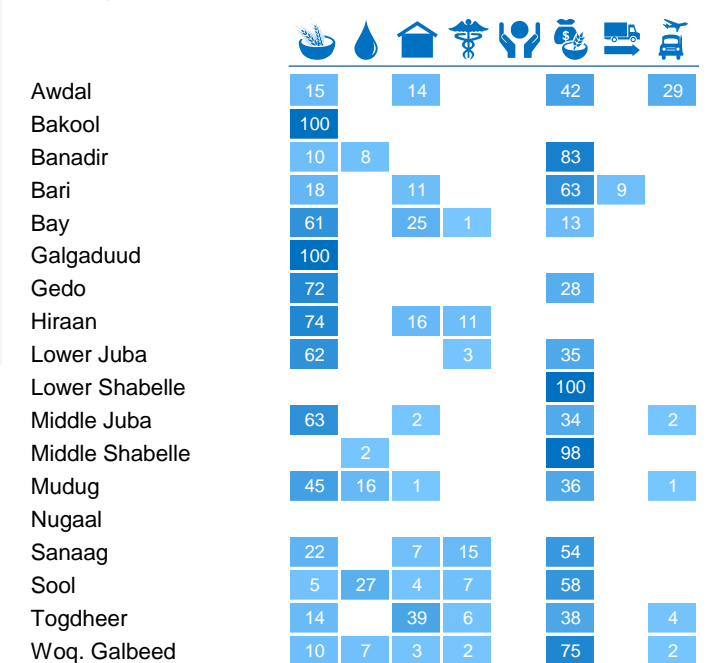 $
Awdal 15 14 42 29
Bakool 100
Banadir 10 8 83
Bari 18 11 63 9
Bay 61 25 1 13
Galgaduud 100
Gedo 72 28
Hiraan 74 16 11
Lower Juba 62 3 35
Lower Shabelle 100
Middle Juba 63 2 34 2
Middle Shabelle 2 98
Mudug 45 16 1 36 1
Nugaal
Sanaag 22 7 15 54
Sool 5 27 4 7 58
Togdheer 14 39 6 38 4
Woq. Galbeed 10 7 3 2 75 2